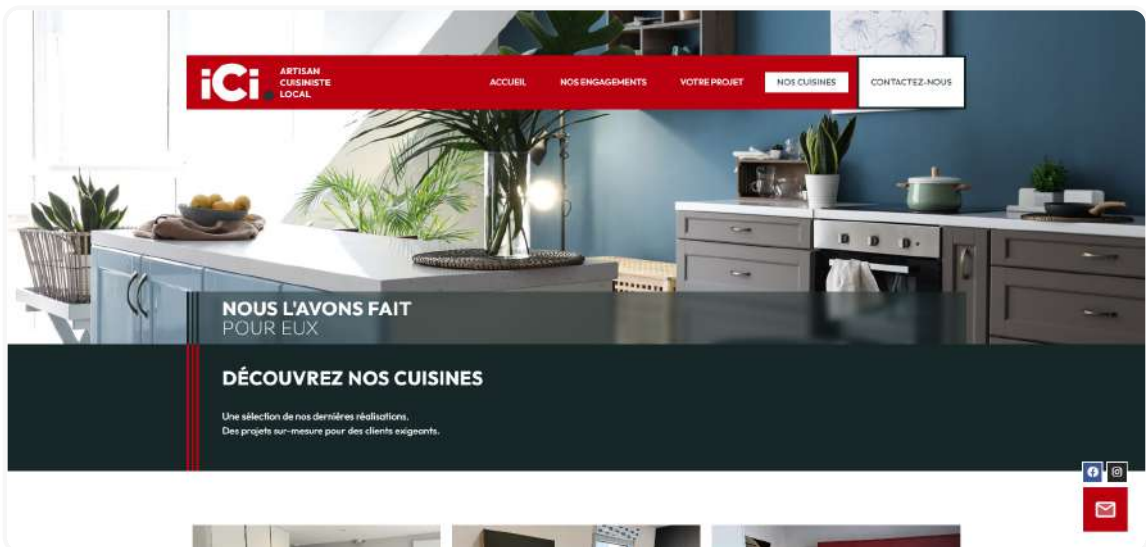 iCi.
ARTISAN
CUISINISTE
LOCAL
ACCUEIL
NOS ENGAGEMENTS
VOTRE PROJET
NOS CUISINES
CONTACTEZ-NOUS
NOUS L'AVONS FAIT
POUR EUX
DÉCOUVREZ NOS CUISINES
Une sélection de nos dernières réalisations.
Des projets sur-mesure pour des clients exigeants.